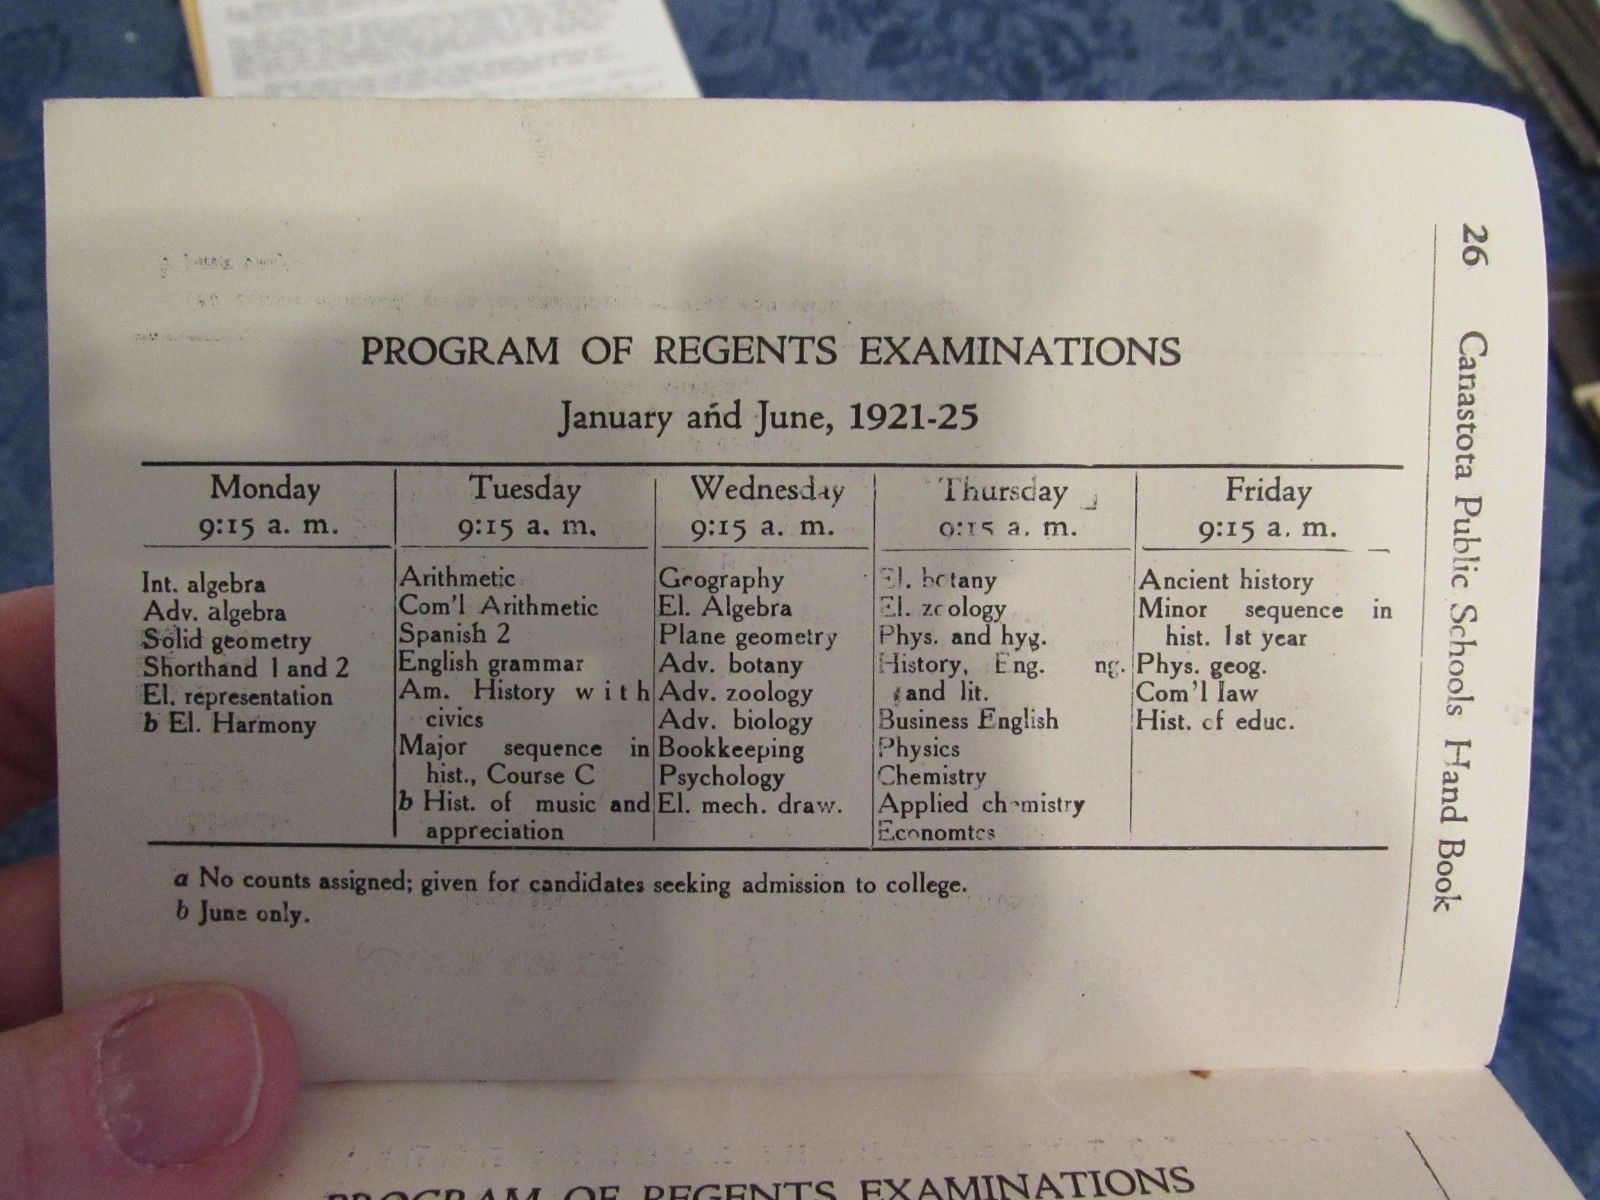 26 Canastota Public Schools Hand Book
PROGRAM OF REGENTS EXAMINATIONS
January and June, 1921-25
Monday
9:15 a. m.
Int. algebra
Adv. algebra
Solid geometry
Shorthand 1 and 2
El. representation
b El. Harmony
Tuesday
9:15 a. m.
Arithmetic
Com'l Arithmetic
Spanish 2
English grammar
Am. History with
civics
Major sequence in
hist., Course C
b Hist. of music and
appreciation
Wednesday
9:15 a. m.
Geography
El. Algebra
Plane geometry
Adv. botany
Adv. zoology
Adv. biology
Bookkeeping
Psychology
El. mech. draw.
Thursday
9:15 a. m.
El. botany
El. zoology
Phys. and hyg.
History, Eng. ng.
and lit.
Business English
Physics
Chemistry
Applied chemistry
Economics
Friday
9:15 a. m.
Ancient history
Minor sequence in
hist. 1st year
Phys. geog.
Com'l law
Hist. of educ.
a No counts assigned; given for candidates seeking admission to college.
b June only.
PROGRAM OF REGENTS EXAMINATIONS